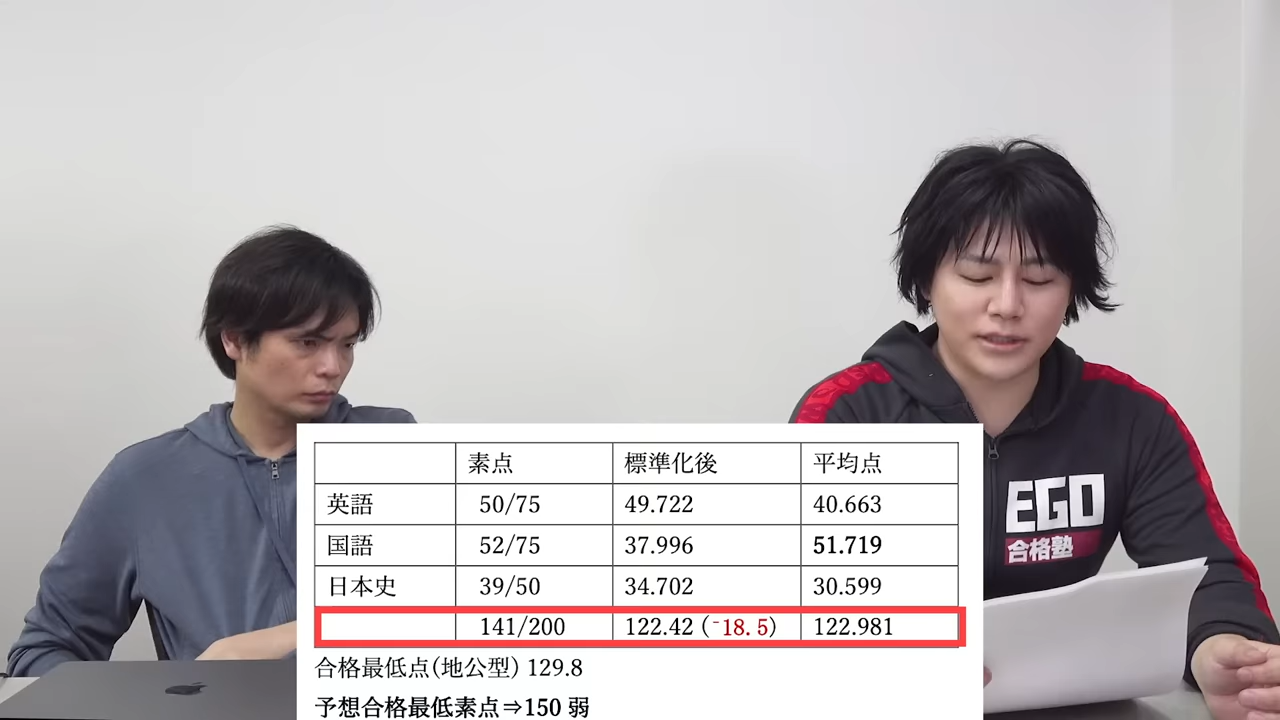 EGO
合格塾
素点 標準化後 平均点
英語 50/75 49.722 40.663
国語 52/75 37.996 51.719
日本史 39/50 34.702 30.599
141/200 122.42 (-18.5) 122.981
合格最低点(地公型) 129.8
予想合格最低素点⇒150 弱